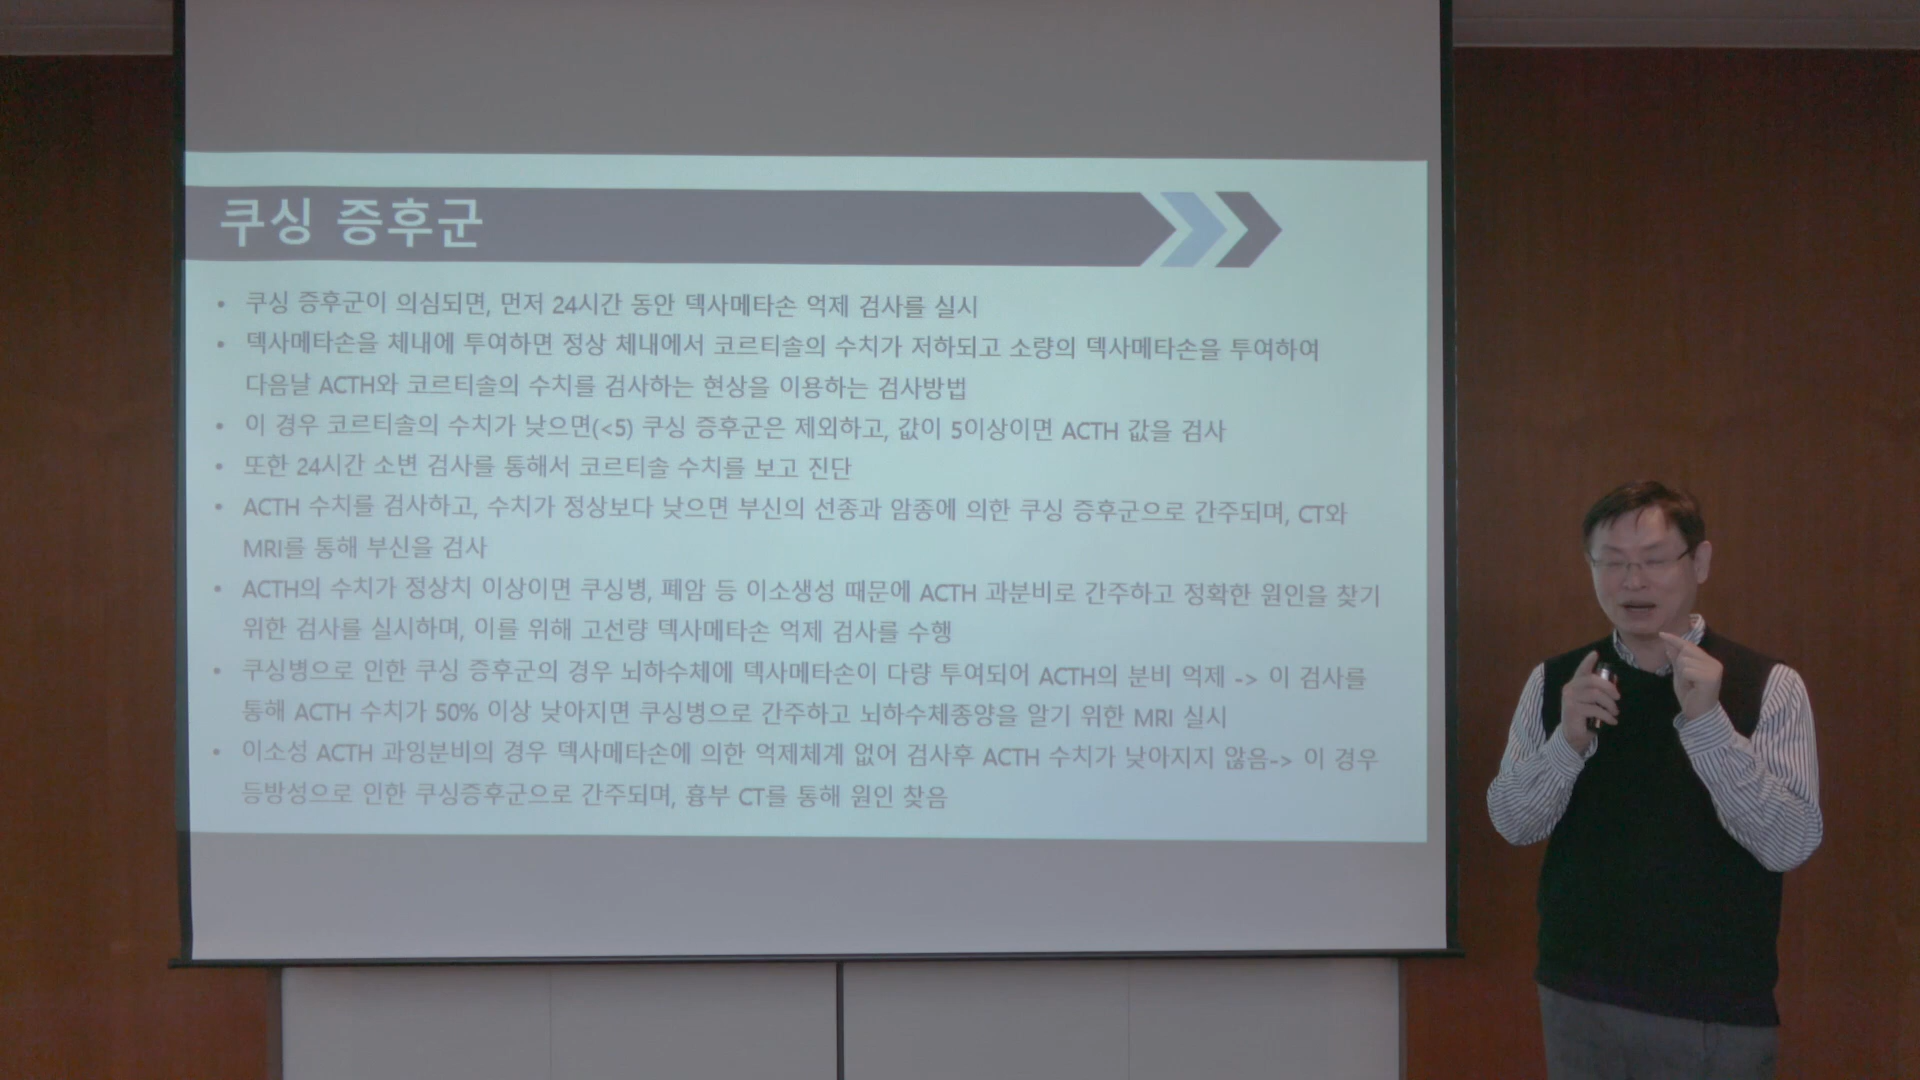 쿠싱 증후군
• 쿠싱 증후군이 의심되면, 먼저 24시간 동안 덱사메타손 억제 검사를 실시
• 덱사메타손을 체내에 투여하면 정상 체내에서 코르티솔의 수치가 저하되고 소량의 덱사메타손을 투여하여
다음날 ACTH와 코르티솔의 수치를 검사하는 현상을 이용하는 검사방법
• 이 경우 코르티솔의 수치가 낮으면(<5) 쿠싱 증후군은 제외하고, 값이 5이상이면 ACTH 값을 검사
• 또한 24시간 소변 검사를 통해서 코르티솔 수치를 보고 진단
• ACTH 수치를 검사하고, 수치가 정상보다 낮으면 부신의 선종과 암종에 의한 쿠싱 증후군으로 간주되며, CT와
MRI를 통해 부신을 검사
• ACTH의 수치가 정상치 이상이면 쿠싱병, 폐암 등 이소생성 때문에 ACTH 과분비로 간주하고 정확한 원인을 찾기
위한 검사를 실시하며, 이를 위해 고선량 덱사메타손 억제 검사를 수행
• 쿠싱병으로 인한 쿠싱 증후군의 경우 뇌하수체에 덱사메타손이 다량 투여되어 ACTH의 분비 억제 -> 이 검사를
통해 ACTH 수치가 50% 이상 낮아지면 쿠싱병으로 간주하고 뇌하수체종양을 알기 위한 MRI 실시
• 이소성 ACTH 과잉분비의 경우 덱사메타손에 의한 억제체계 없어 검사후 ACTH 수치가 낮아지지 않음-> 이 경우
등방성으로 인한 쿠싱증후군으로 간주되며, 흉부 CT를 통해 원인 찾음